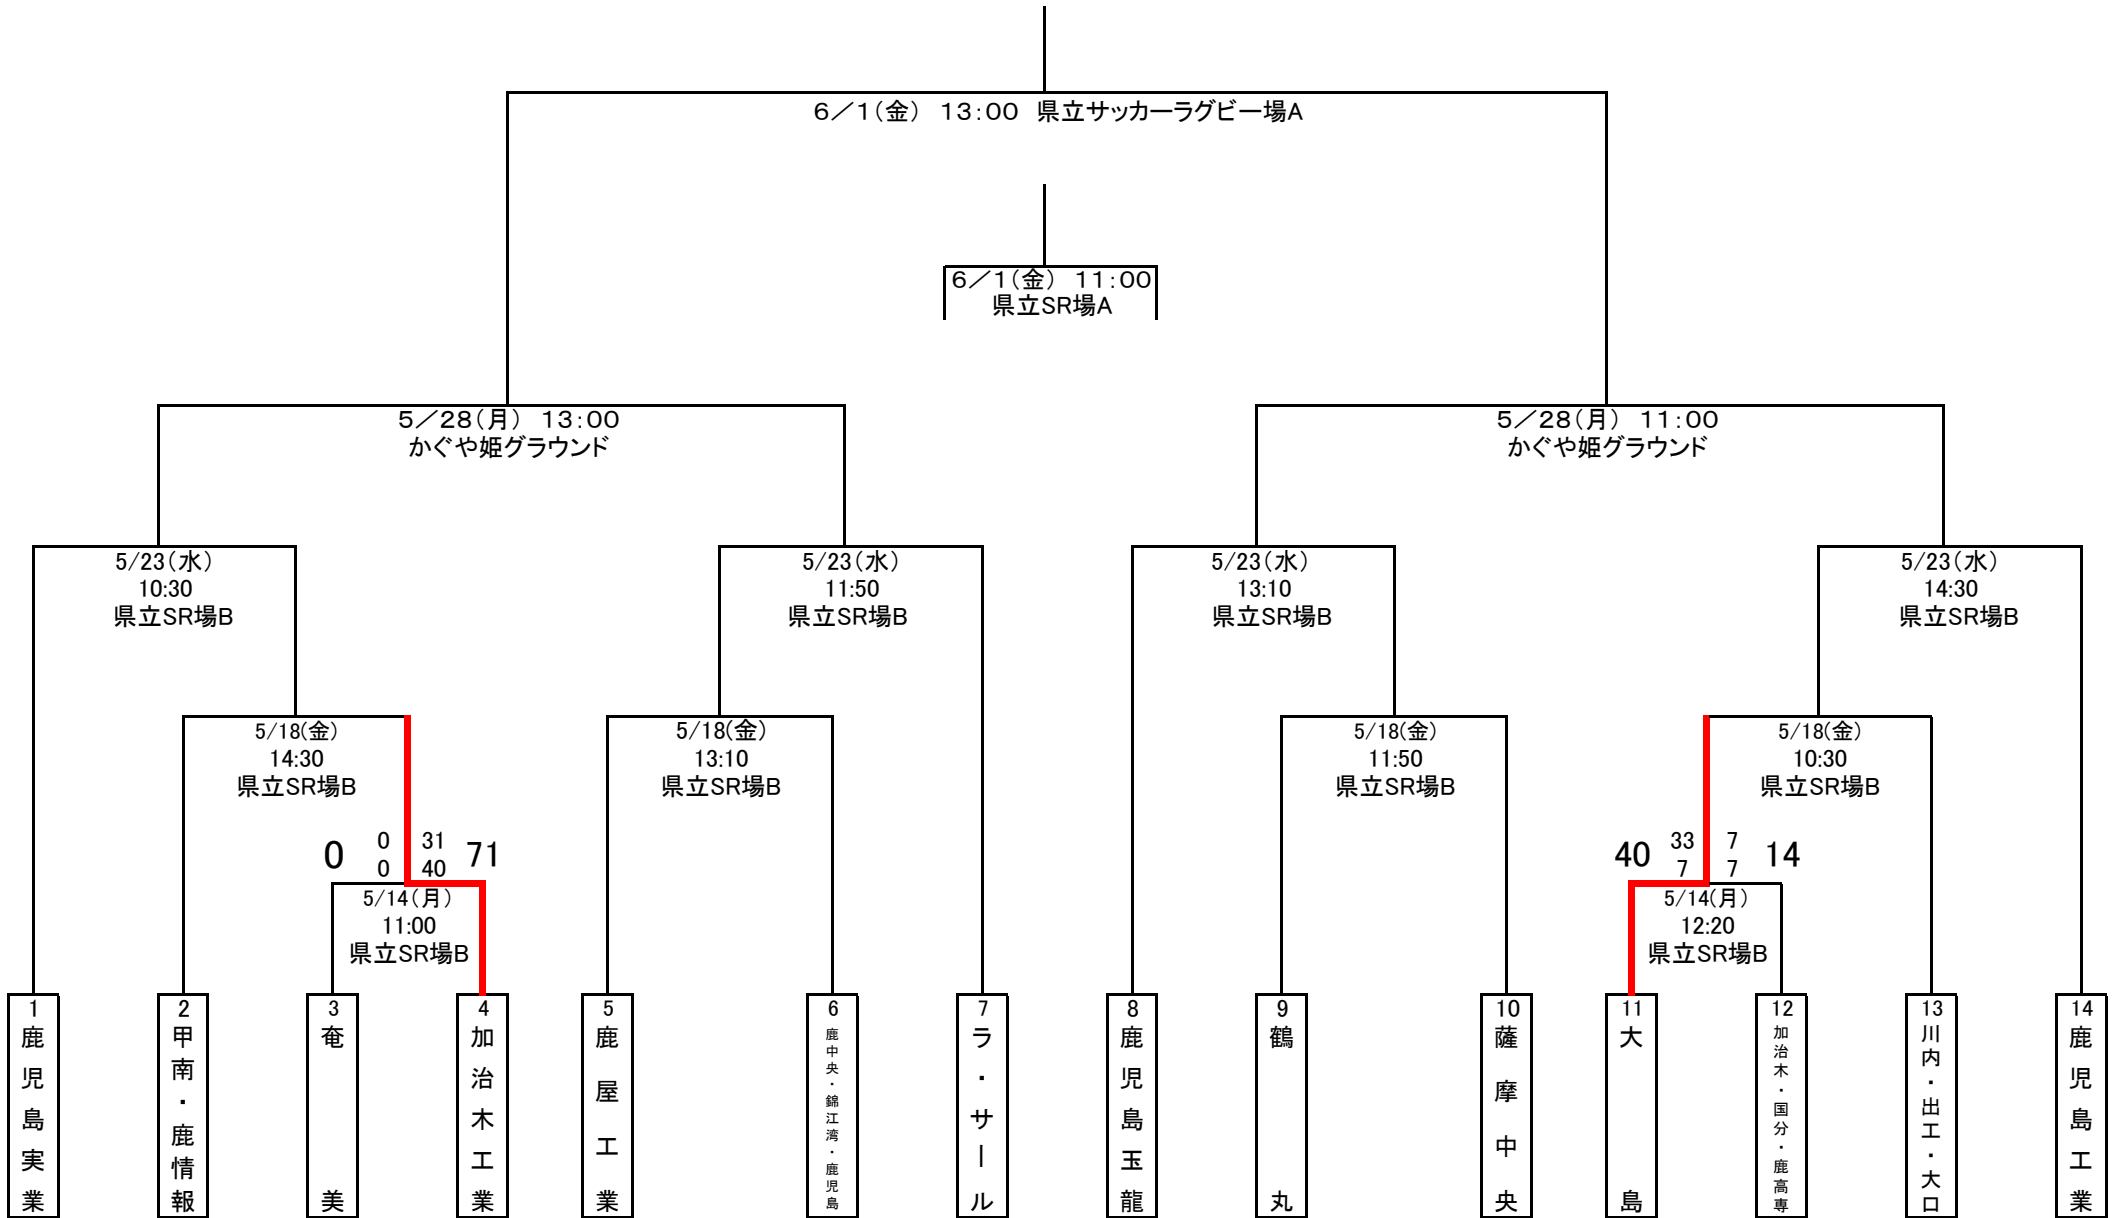 6／1（金） 13：00 県立サッカーラグビー場A
6／1（金） 11：00
県立SR場A
5／28（月） 13：00
かぐや姫グラウンド
5／28（月） 11：00
かぐや姫グラウンド
5/23（水）
10:30
県立SR場B
5/23（水）
11:50
県立SR場B
5/23（水）
13:10
県立SR場B
5/23（水）
14:30
県立SR場B
5/18(金)
14:30
県立SR場B
5/18(金)
13:10
県立SR場B
5/18(金)
11:50
県立SR場B
5/18(金)
10:30
県立SR場B
0 0 31 71
0 40
5/14(月)
11:00
県立SR場B
40 33 7 14
7 7
5/14(月)
12:20
県立SR場B
1 鹿児島実業
2 甲南・鹿情報
3 奄美
4 加治木工業
5 鹿屋工業
6 鹿中央・錦江湾・鹿児島
7 ラ・サール
8 鹿児島玉龍
9 鶴丸
10 薩摩中央
11 大島
12 加治木・国分・鹿高専
13 川内・出工・大口
14 鹿児島工業